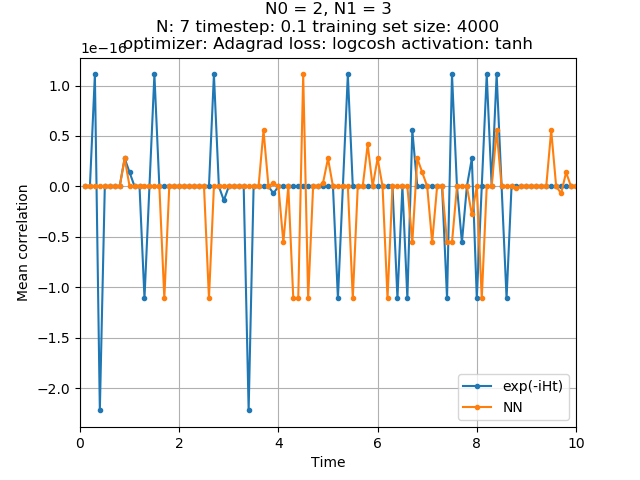 N0 = 2, N1 = 3
N: 7 timestep: 0.1 training set size: 4000
optimizer: Adagrad loss: logcosh activation: tanh
1e−16
1.0
0.5
0.0
−0.5
−1.0
−1.5
−2.0
Mean correlation
0 2 4 6 8 10
Time
exp(-iHt)
NN